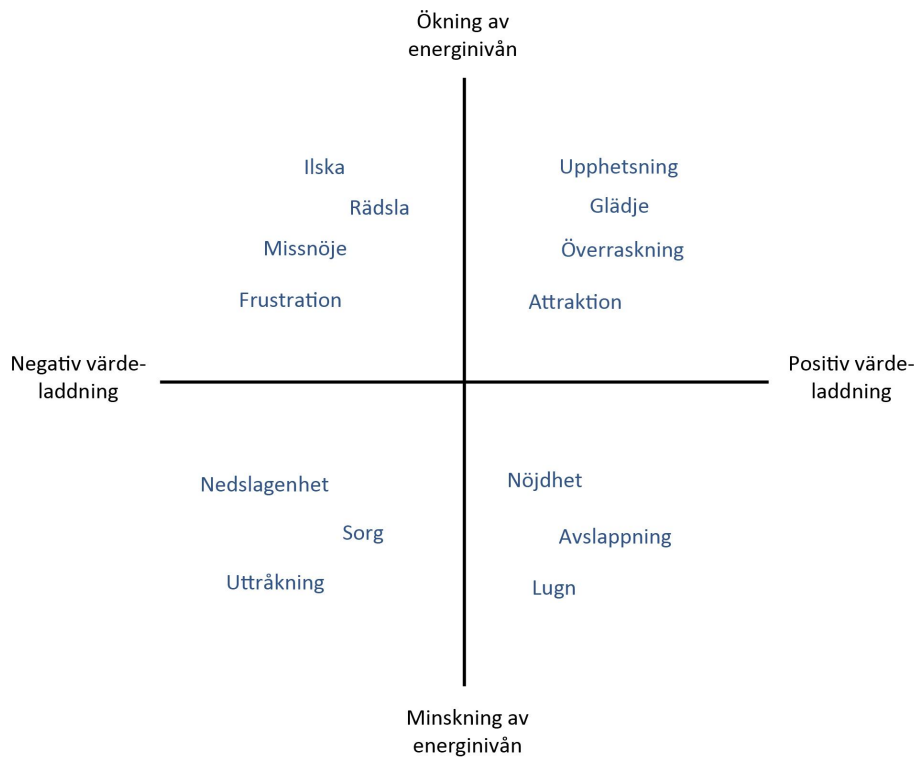 Ökning av
energinivån
Ilska
Upphetsning
Rädsla
Glädje
Missnöje
Överraskning
Frustration
Attraktion
Negativ värde-
laddning
Positiv värde-
laddning
Nedslagenhet
Nöjdhet
Sorg
Avslappning
Uttråkning
Lugn
Minskning av
energinivån